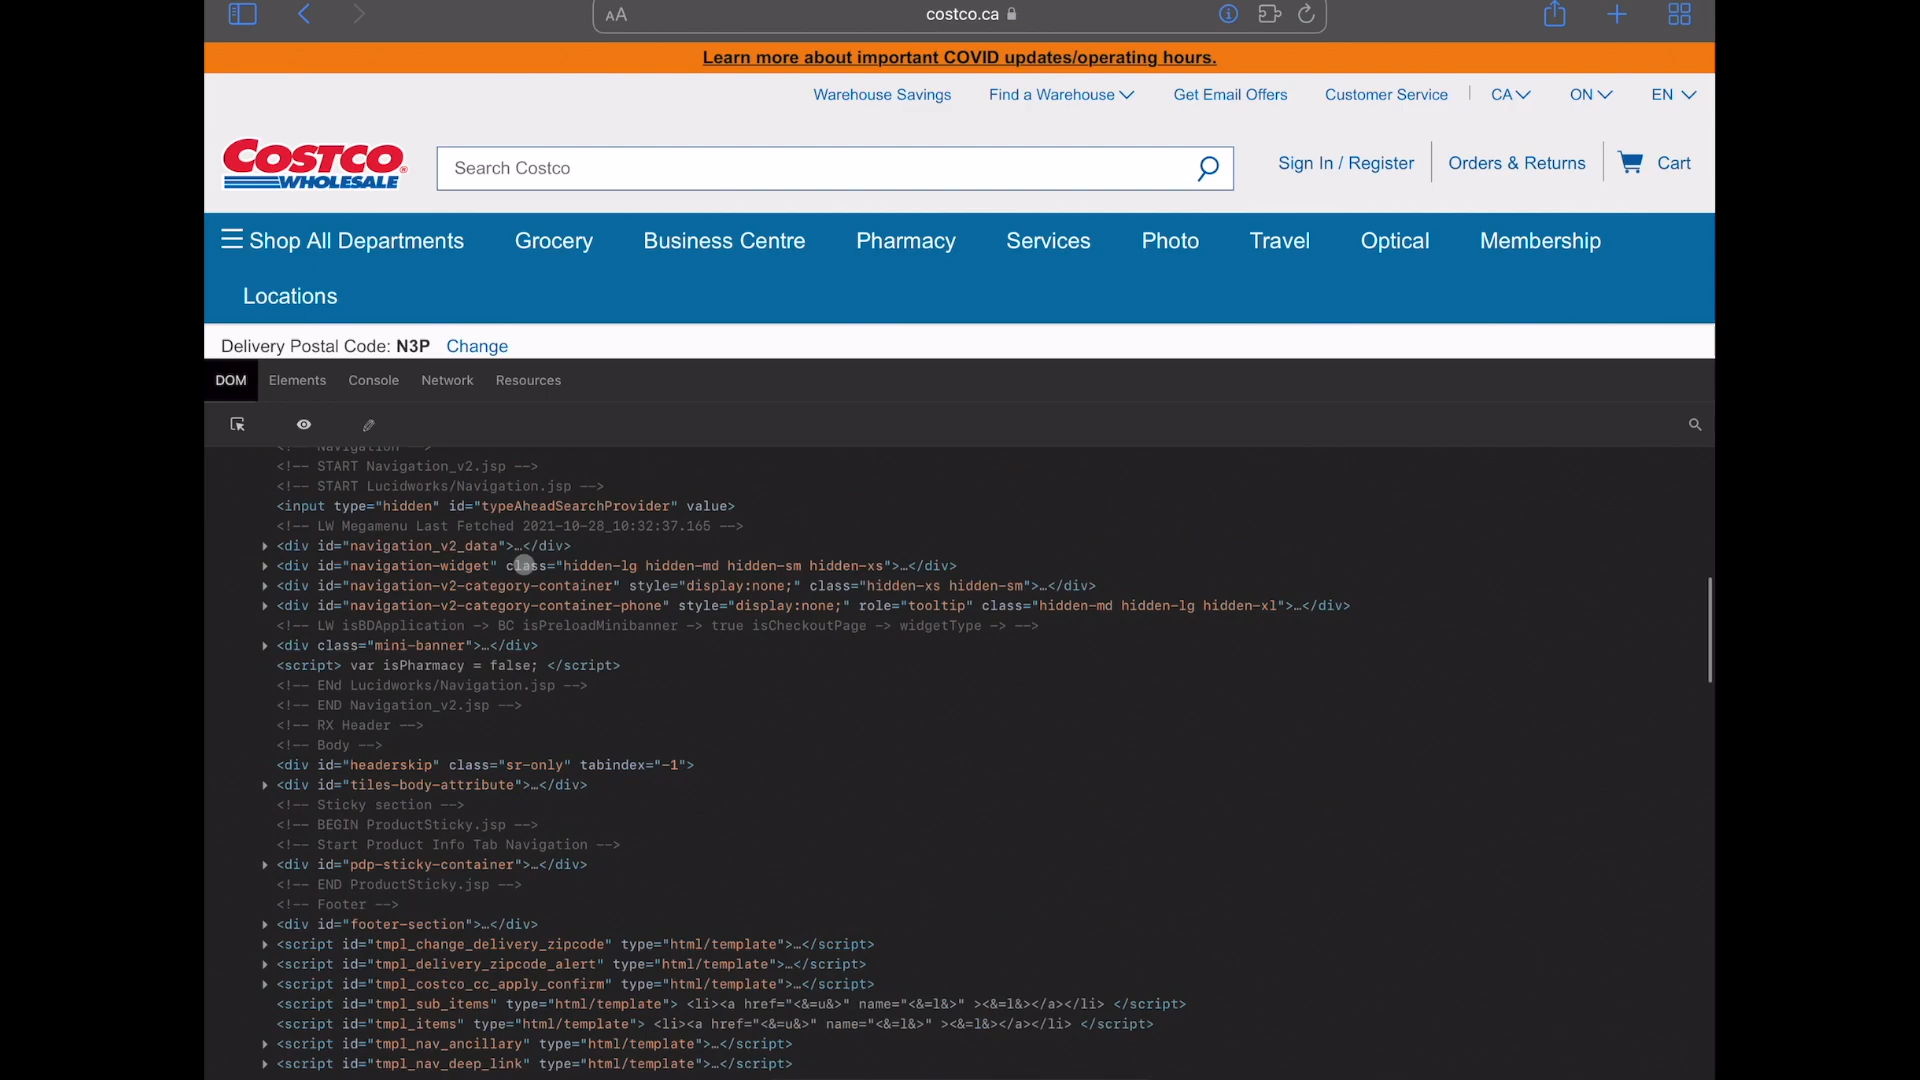 AA
costco.ca
Learn more about important COVID updates/operating hours.
Warehouse Savings Find a Warehouse Get Email Offers Customer Service CA ON EN
COSTCO
WHOLESALE
Search Costco
Sign In / Register Orders & Returns Cart
Shop All Departments Grocery Business Centre Pharmacy Services Photo Travel Optical Membership
Locations
Delivery Postal Code: N3P Change
DOM Elements Console Network Resources
<!-- Navigation -->
<!-- START Navigation_v2.jsp -->
<!-- START Lucidworks/Navigation.jsp -->
<input type="hidden" id="typeAheadSearchProvider" value>
<!-- LW Megamenu Last Fetched 2021-10-28_10:32:37.165 -->
<div id="navigation_v2_data">…</div>
<div id="navigation-widget" class="hidden-lg hidden-md hidden-sm hidden-xs">…</div>
<div id="navigation-v2-category-container" style="display:none;" class="hidden-xs hidden-sm">…</div>
<div id="navigation-v2-category-container-phone" style="display:none;" role="tooltip" class="hidden-md hidden-lg hidden-xl">…</div>
<!-- LW isBDApplication -> BC isPreloadMinibanner -> true isCheckoutPage -> widgetType -> -->
<div class="mini-banner">…</div>
<script> var isPharmacy = false; </script>
<!-- ENd Lucidworks/Navigation.jsp -->
<!-- END Navigation_v2.jsp -->
<!-- RX Header -->
<!-- Body -->
<div id="headerskip" class="sr-only" tabindex="-1">
<div id="tiles-body-attribute">…</div>
<!-- Sticky section -->
<!-- BEGIN ProductSticky.jsp -->
<!-- Start Product Info Tab Navigation -->
<div id="pdp-sticky-container">…</div>
<!-- END ProductSticky.jsp -->
<!-- Footer -->
<div id="footer-section">…</div>
<script id="tmpl_change_delivery_zipcode" type="html/template">…</script>
<script id="tmpl_delivery_zipcode_alert" type="html/template">…</script>
<script id="tmpl_costco_cc_apply_confirm" type="html/template">…</script>
<script id="tmpl_sub_items" type="html/template"> <li><a href="<&=u&>" name="<&=l&>" ><&=l&></a></li> </script>
<script id="tmpl_items" type="html/template"> <li><a href="<&=u&>" name="<&=l&>" ><&=l&></a></li> </script>
<script id="tmpl_nav_ancillary" type="html/template">…</script>
<script id="tmpl_nav_deep_link" type="html/template">…</script>